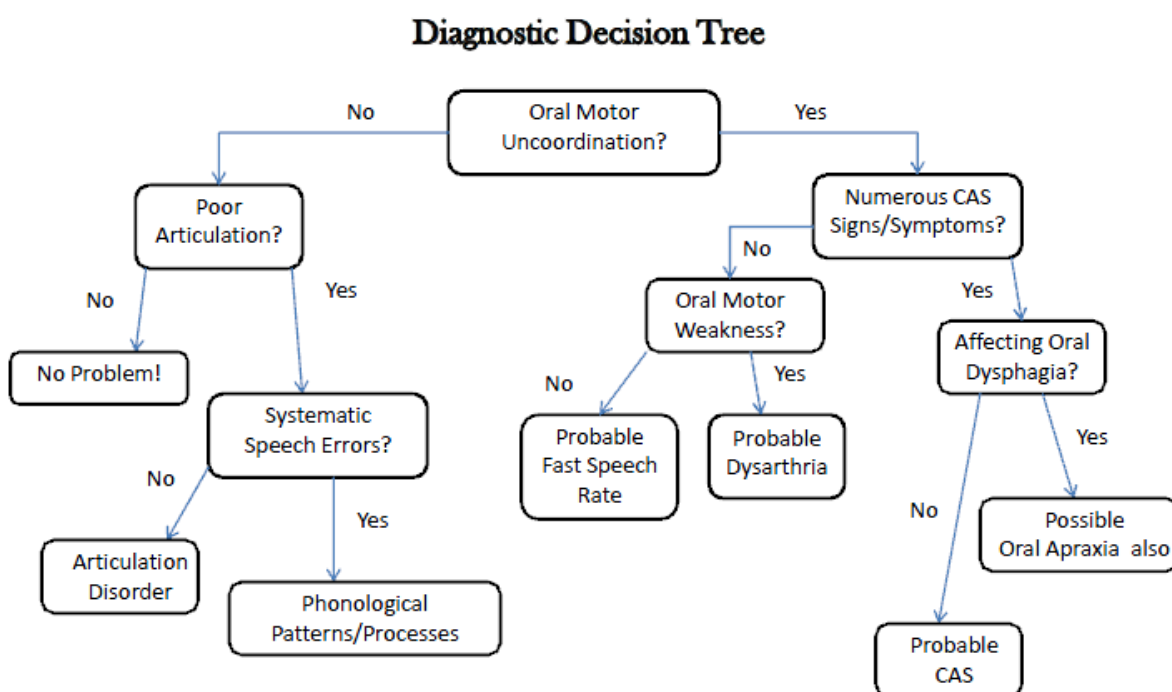 Diagnostic Decision Tree
No
Oral Motor
Uncoordination?
Yes
Poor
Articulation?
Numerous CAS
Signs/Symptoms?
No
Yes
No
Yes
No Problem!
Oral Motor
Weakness?
Affecting Oral
Dysphagia?
Systematic
Speech Errors?
No
Yes
Probable
Fast Speech
Rate
Probable
Dysarthria
No
Yes
No
Yes
Articulation
Disorder
Phonological
Patterns/Processes
Possible
Oral Apraxia also
Probable
CAS